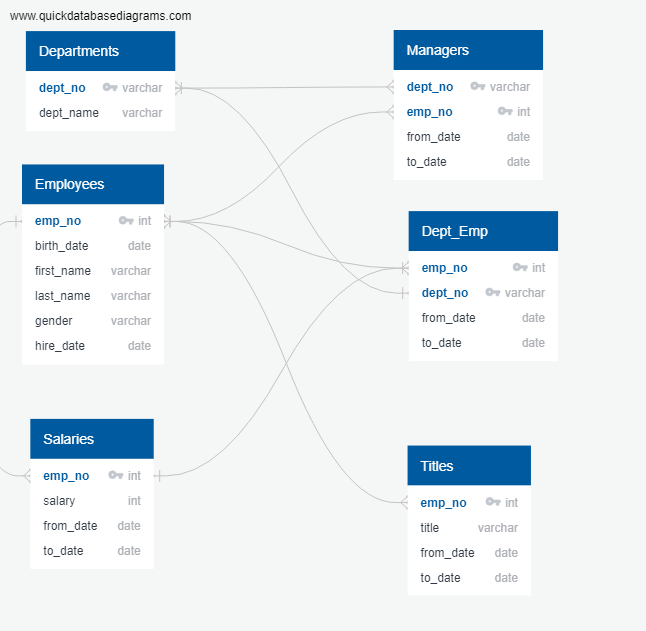 www.quickdatabasediagrams.com
Departments
dept_no varchar
dept_name varchar
Employees
emp_no int
birth_date date
first_name varchar
last_name varchar
gender varchar
hire_date date
Salaries
emp_no int
salary int
from_date date
to_date date
Managers
dept_no varchar
emp_no int
from_date date
to_date date
Dept_Emp
emp_no int
dept_no varchar
from_date date
to_date date
Titles
emp_no int
title varchar
from_date date
to_date date